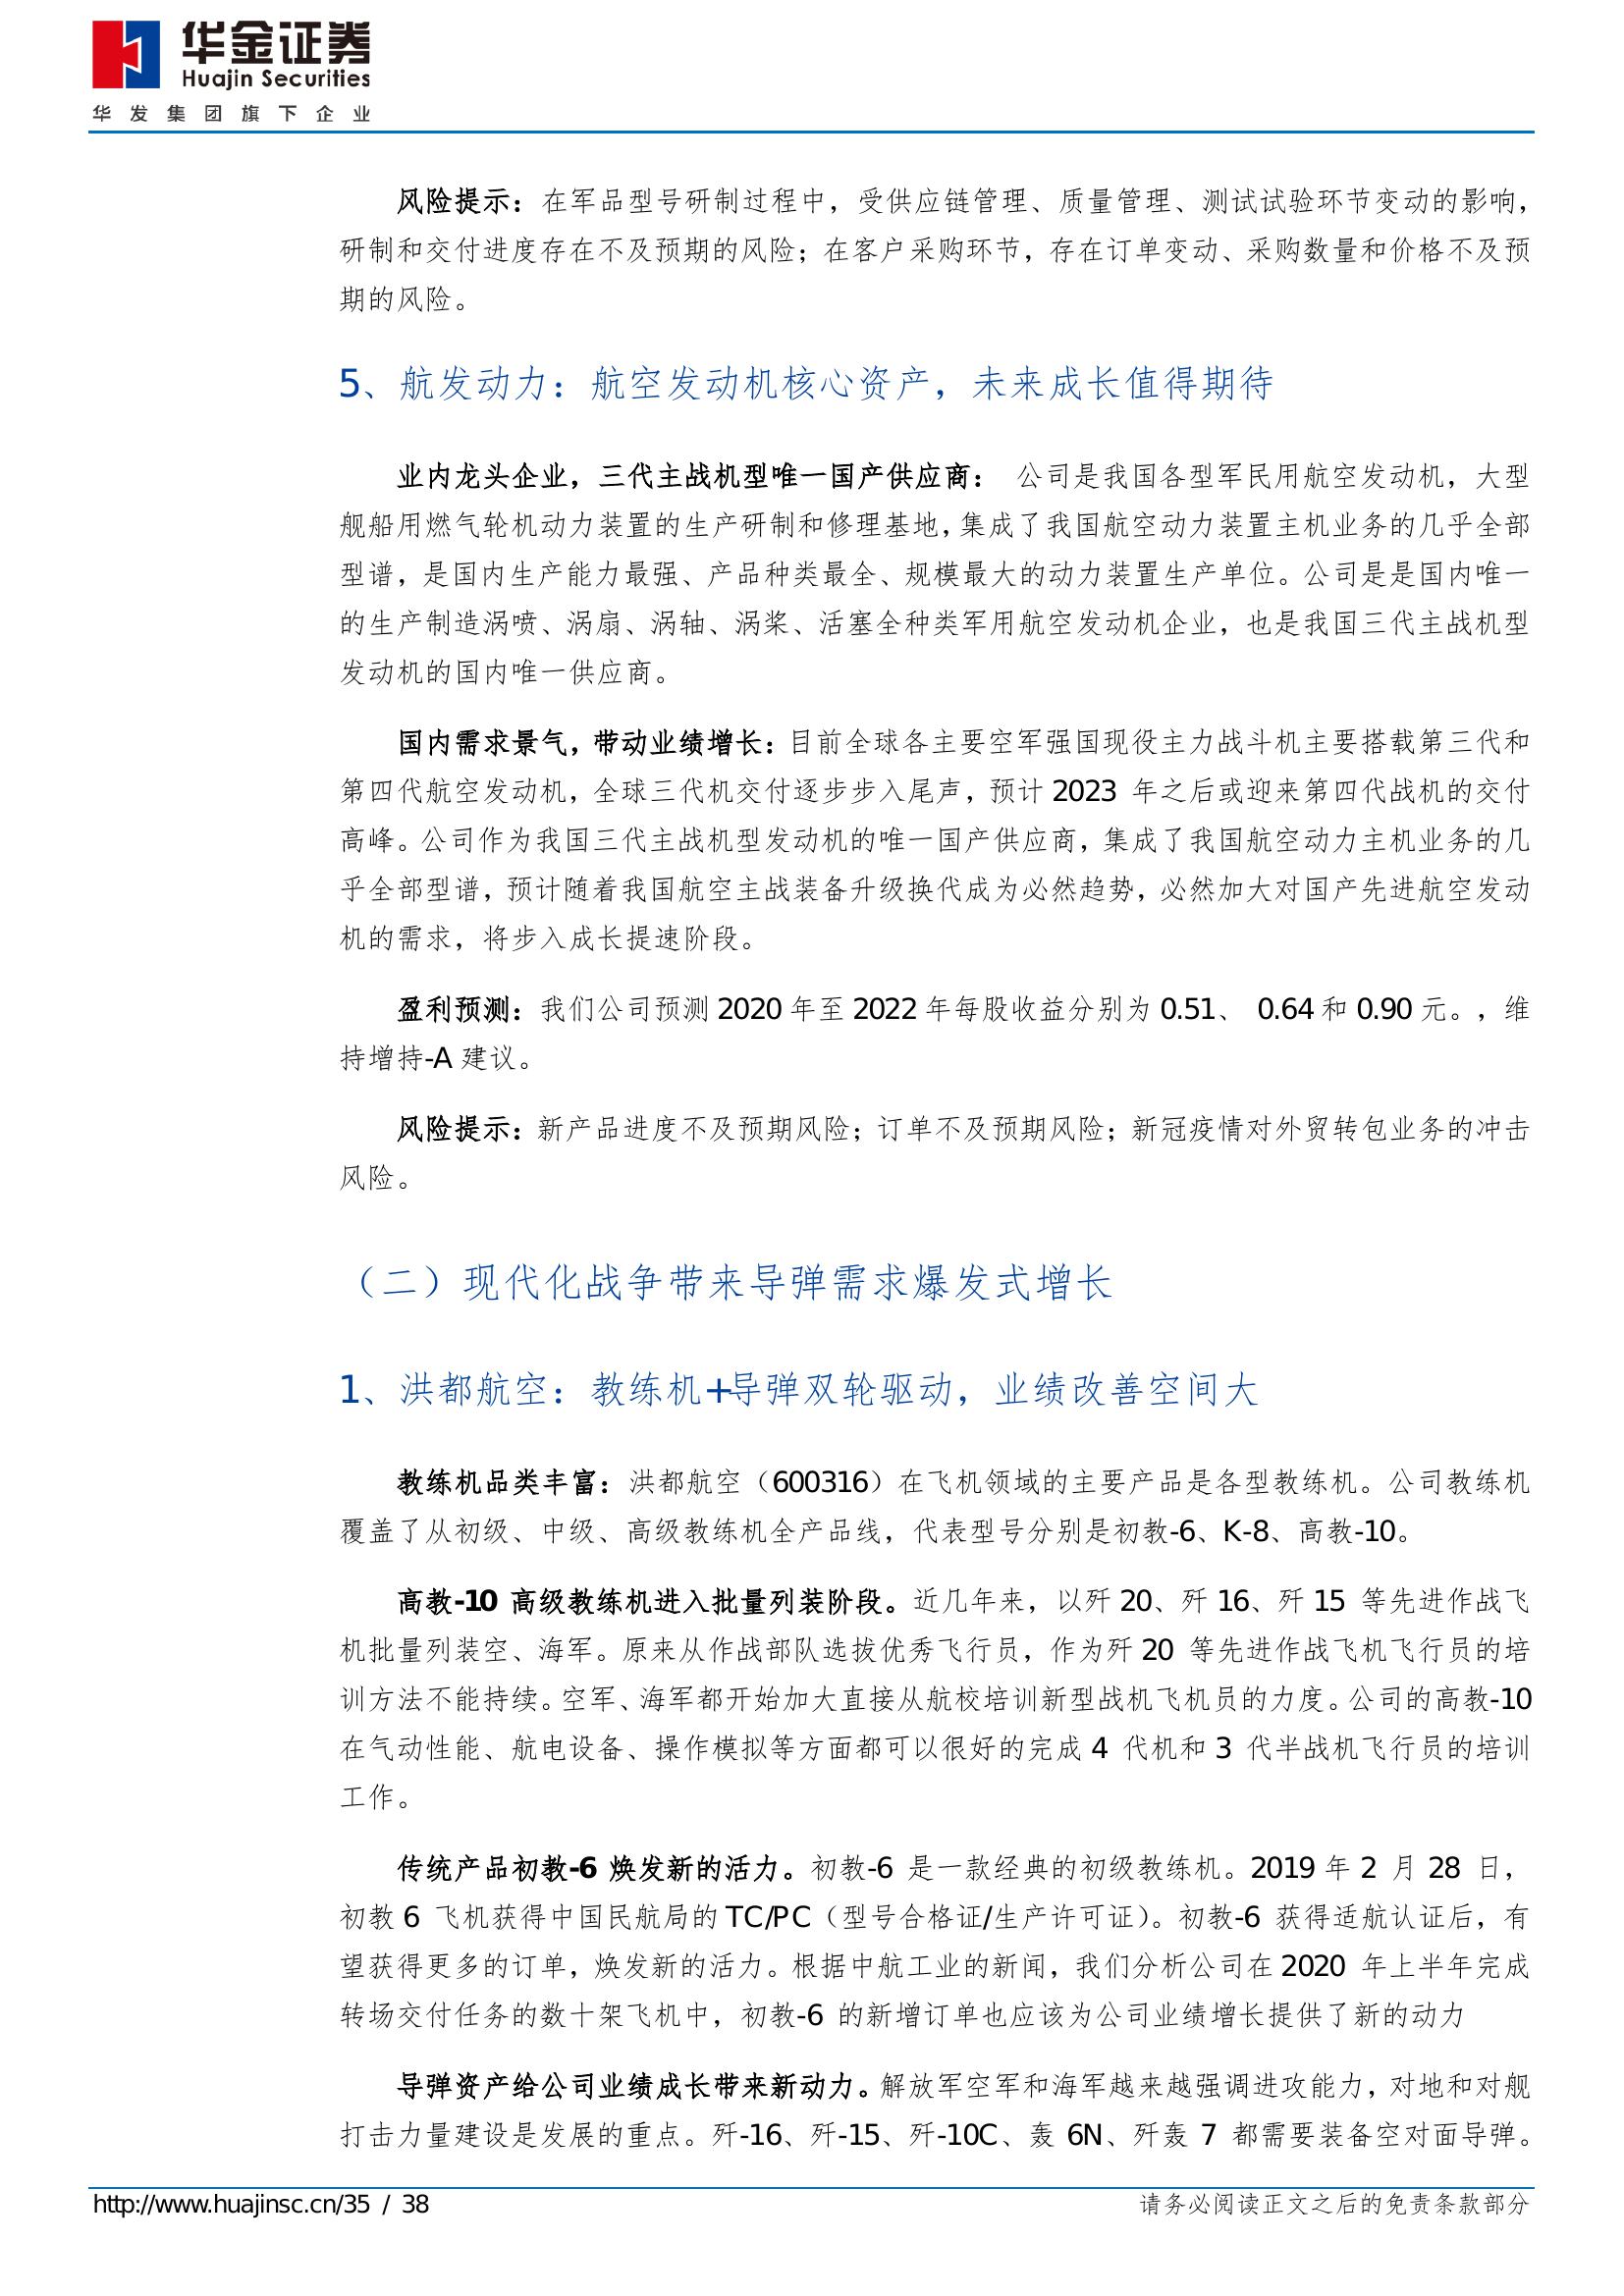 华金证券
Huajin Securities
华发集团旗下企业
风险提示：在军品型号研制过程中，受供应链管理、质量管理、测试试验环节变动的影响，
研制和交付进度存在不及预期的风险；在客户采购环节，存在订单变动、采购数量和价格不及预
期的风险。
5、航发动力：航空发动机核心资产，未来成长值得期待
业内龙头企业，三代主战机型唯一国产供应商： 公司是我国各型军民用航空发动机，大型
舰船用燃气轮机动力装置的生产研制和修理基地，集成了我国航空动力装置主机业务的几乎全部
型谱，是国内生产能力最强、产品种类最全、规模最大的动力装置生产单位。公司是是国内唯一
的生产制造涡喷、涡扇、涡轴、涡桨、活塞全种类军用航空发动机企业，也是我国三代主战机型
发动机的国内唯一供应商。
国内需求景气，带动业绩增长：目前全球各主要空军强国现役主力战斗机主要搭载第三代和
第四代航空发动机，全球三代机交付逐步步入尾声，预计 2023 年之后或迎来第四代战机的交付
高峰。公司作为我国三代主战机型发动机的唯一国产供应商，集成了我国航空动力主机业务的几
乎全部型谱，预计随着我国航空主战装备升级换代成为必然趋势，必然加大对国产先进航空发动
机的需求，将步入成长提速阶段。
盈利预测：我们公司预测 2020 年至 2022 年每股收益分别为 0.51、 0.64 和 0.90 元。，维
持增持-A 建议。
风险提示：新产品进度不及预期风险；订单不及预期风险；新冠疫情对外贸转包业务的冲击
风险。
（二）现代化战争带来导弹需求爆发式增长
1、洪都航空：教练机+导弹双轮驱动，业绩改善空间大
教练机品类丰富：洪都航空（600316）在飞机领域的主要产品是各型教练机。公司教练机
覆盖了从初级、中级、高级教练机全产品线，代表型号分别是初教-6、K-8、高教-10。
高教-10 高级教练机进入批量列装阶段。近几年来，以歼 20、歼 16、歼 15 等先进作战飞
机批量列装空、海军。原来从作战部队选拔优秀飞行员，作为歼 20 等先进作战飞机飞行员的培
训方法不能持续。空军、海军都开始加大直接从航校培训新型战机飞机员的力度。公司的高教-10
在气动性能、航电设备、操作模拟等方面都可以很好的完成 4 代机和 3 代半战机飞行员的培训
工作。
传统产品初教-6 焕发新的活力。初教-6 是一款经典的初级教练机。2019 年 2 月 28 日，
初教 6 飞机获得中国民航局的 TC/PC（型号合格证/生产许可证）。初教-6 获得适航认证后，有
望获得更多的订单，焕发新的活力。根据中航工业的新闻，我们分析公司在 2020 年上半年完成
转场交付任务的数十架飞机中，初教-6 的新增订单也应该为公司业绩增长提供了新的动力
导弹资产给公司业绩成长带来新动力。解放军空军和海军越来越强调进攻能力，对地和对舰
打击力量建设是发展的重点。歼-16、歼-15、歼-10C、轰 6N、歼轰 7 都需要装备空对面导弹。
http://www.huajinsc.cn/35 / 38
请务必阅读正文之后的免责条款部分